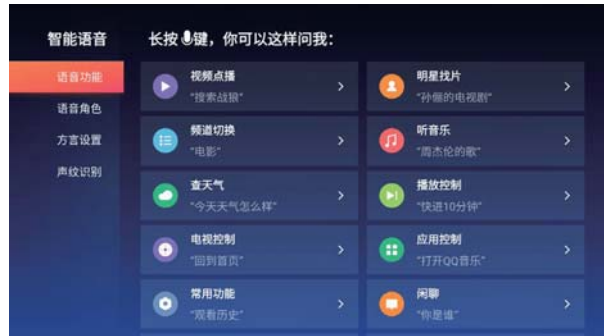 智能语音
长按键，你可以这样问我：
语音功能
语音角色
方言设置
声纹识别
视频点播
"搜索战狼"
明星找片
"孙俪的电视剧"
频道切换
"电影"
听音乐
"周杰伦的歌"
查天气
"今天天气怎么样"
播放控制
"快进10分钟"
电视控制
"回到首页"
应用控制
"打开QQ音乐"
常用功能
"观看历史"
闲聊
"你是谁"